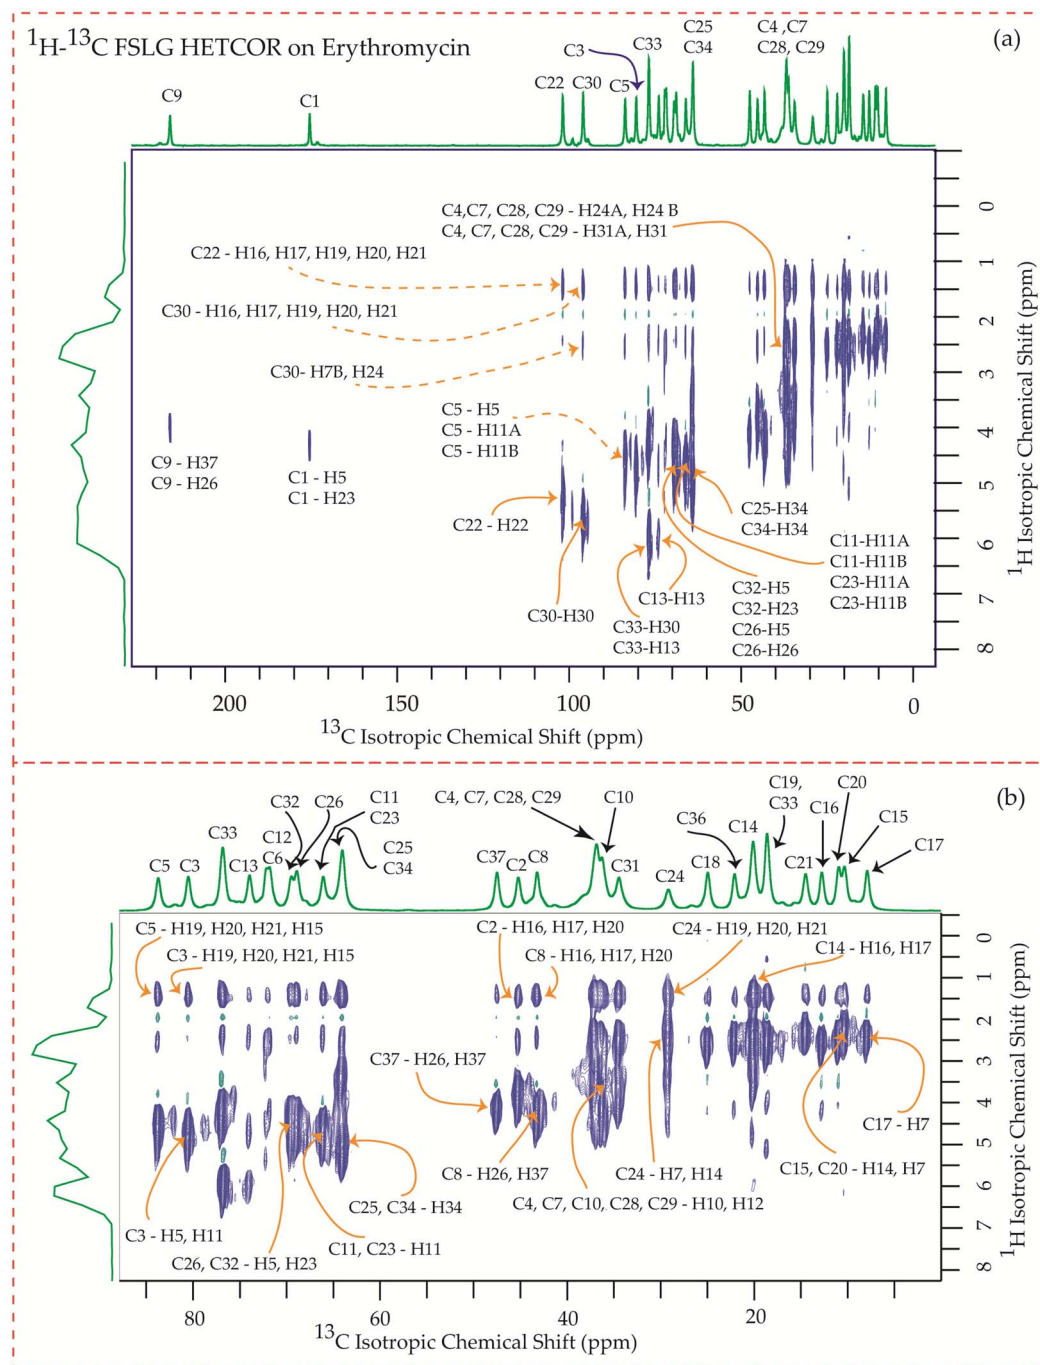 ¹H-¹³C FSLG HETCOR on Erythromycin
(a)
C9
C1
C22
C30
C3
C5
C33
C25
C34
C4 ,C7
C28, C29
C4,C7, C28, C29 - H24A, H24 B
C4, C7, C28, C29 - H31A, H31
C22 - H16, H17, H19, H20, H21
C30 - H16, H17, H19, H20, H21
C30- H7B, H24
C5 - H5
C5 - H11A
C5 - H11B
C9 - H37
C9 - H26
C1 - H5
C1 - H23
C22 - H22
C30-H30
C13-H13
C33-H30
C33-H13
C25-H34
C34-H34
C32-H5
C32-H23
C26-H5
C26-H26
C11-H11A
C11-H11B
C23-H11A
C23-H11B
0
1
2
3
4
5
6
7
8
¹H Isotropic Chemical Shift (ppm)
200
150
100
50
0
¹³C Isotropic Chemical Shift (ppm)
(b)
C5
C3
C33
C13
C12
C6
C32
C26
C11
C23
C25
C34
C37
C2
C8
C4, C7, C28, C29
C10
C31
C24
C18
C36
C14
C19,
C33
C21
C16
C20
C15
C17
C5 - H19, H20, H21, H15
C3 - H19, H20, H21, H15
C2 - H16, H17, H20
C8 - H16, H17, H20
C24 - H19, H20, H21
C14 - H16, H17
C37 - H26, H37
C8 - H26, H37
C24 - H7, H14
C4, C7, C10, C28, C29 - H10, H12
C17 - H7
C15, C20 - H14, H7
C25, C34 - H34
C11, C23 - H11
C3 - H5, H11
C26, C32 - H5, H23
0
1
2
3
4
5
6
7
8
¹H Isotropic Chemical Shift (ppm)
80
60
40
20
¹³C Isotropic Chemical Shift (ppm)